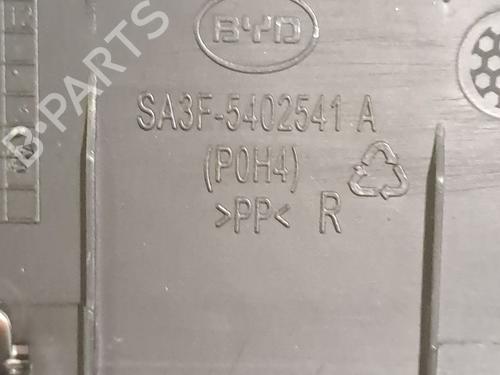 BYD
SA3F-5402541-A
(P0H4)
>PP< R
B-PARTS